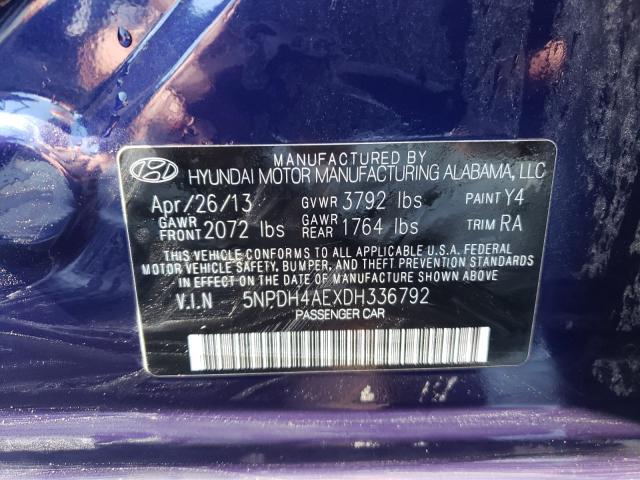 MANUFACTURED BY
HYUNDAI MOTOR MANUFACTURING ALABAMA, LLC
Apr/26/13 GVWR 3792 lbs PAINT Y4
GAWR FRONT 2072 lbs GAWR REAR 1764 lbs TRIM RA
THIS VEHICLE CONFORMS TO ALL APPLICABLE U.S.A. FEDERAL
MOTOR VEHICLE SAFETY, BUMPER, AND THEFT PREVENTION STANDARDS
IN EFFECT ON THE DATE OF MANUFACTURE SHOWN ABOVE.
V.I.N 5NPDH4AEXDH336792
PASSENGER CAR